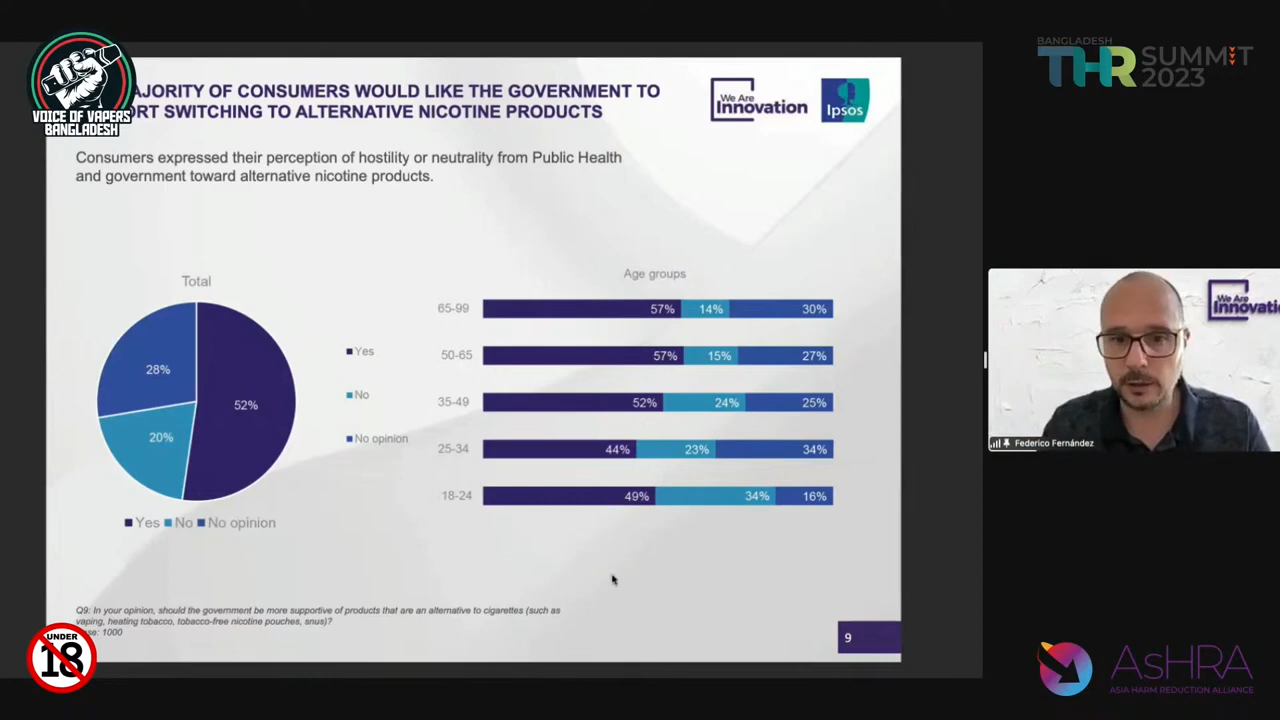 VOICE OF VAPERS
BANGLADESH
BANGLADESH
THR SUMMIT
2023
AJORITY OF CONSUMERS WOULD LIKE THE GOVERNMENT TO
ORT SWITCHING TO ALTERNATIVE NICOTINE PRODUCTS
We Are
Innovation
Ipsos
Consumers expressed their perception of hostility or neutrality from Public Health
and government toward alternative nicotine products.
Total
28%
52%
20%
Yes No No opinion
Yes
No
No opinion
Age groups
65-99 57% 14% 30%
50-65 57% 15% 27%
35-49 52% 24% 25%
25-34 44% 23% 34%
18-24 49% 34% 16%
Q9: In your opinion, should the government be more supportive of products that are an alternative to cigarettes (such as
vaping, heating tobacco, tobacco-free nicotine pouches, snus)?
: 1000
9
We Are
Federico Fernández
UNDER
18
ASHRA
ASIA HARM REDUCTION ALLIANCE